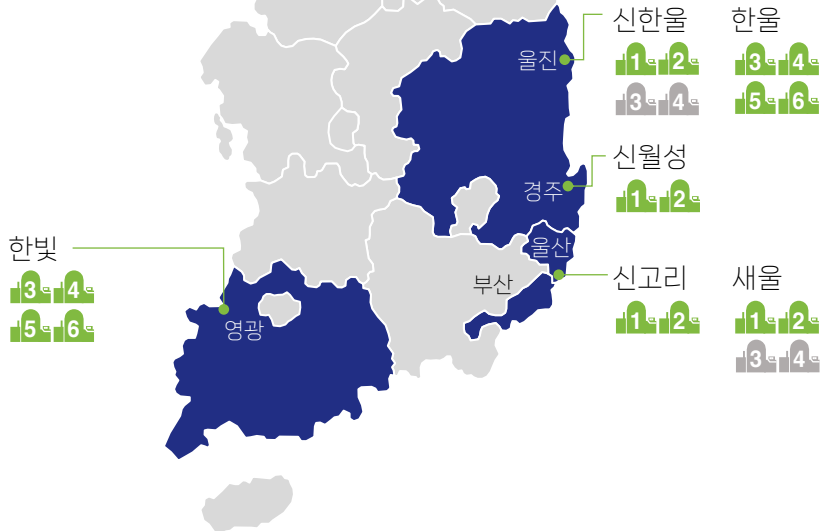 신한울 한울
1 2 3 4
3 4 5 6
울진
신월성
1 2
경주
울산
한빛
3 4
5 6
영광
부산
신고리 새울
1 2 1 2
3 4